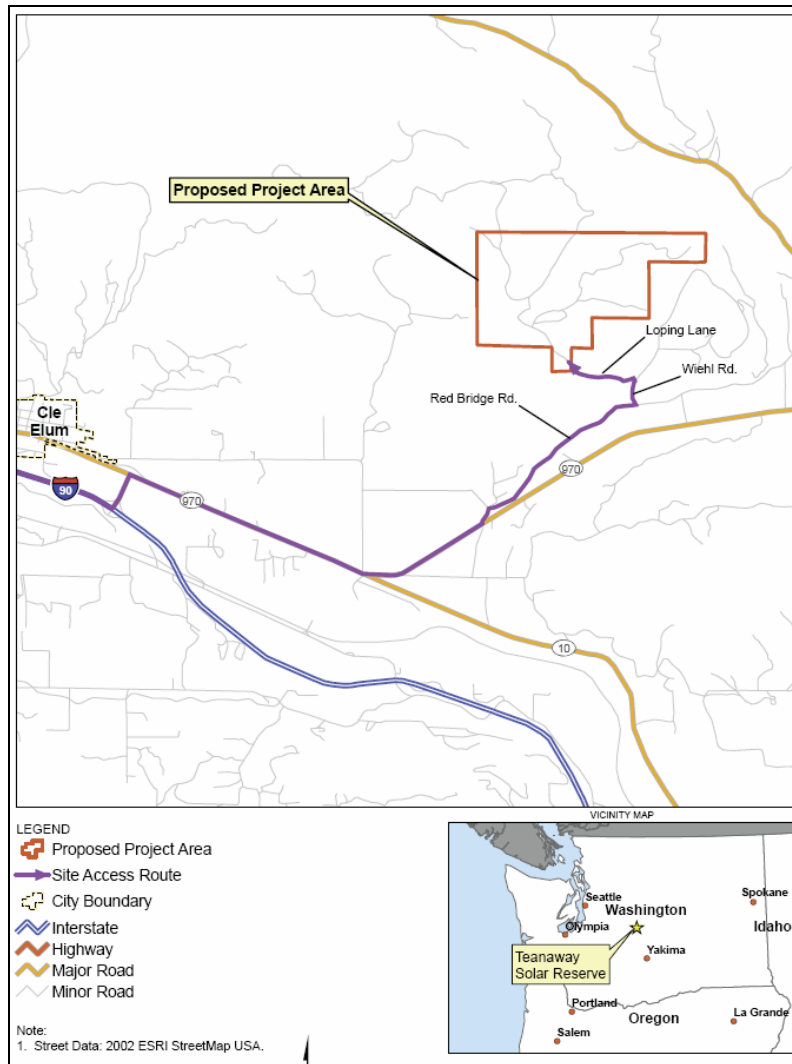 Proposed Project Area
Loping Lane
Wiehl Rd.
Red Bridge Rd.
Cle
Elum
90
970
970
10
VICINITY MAP
LEGEND
Proposed Project Area
Site Access Route
City Boundary
Interstate
Highway
Major Road
Minor Road
Note:
1. Street Data: 2002 ESRI StreetMap USA.
Seattle
Spokane
Washington
Olympia
Idaho
Teanaway
Solar Reserve
Yakima
Portland
Oregon
La Grande
Salem